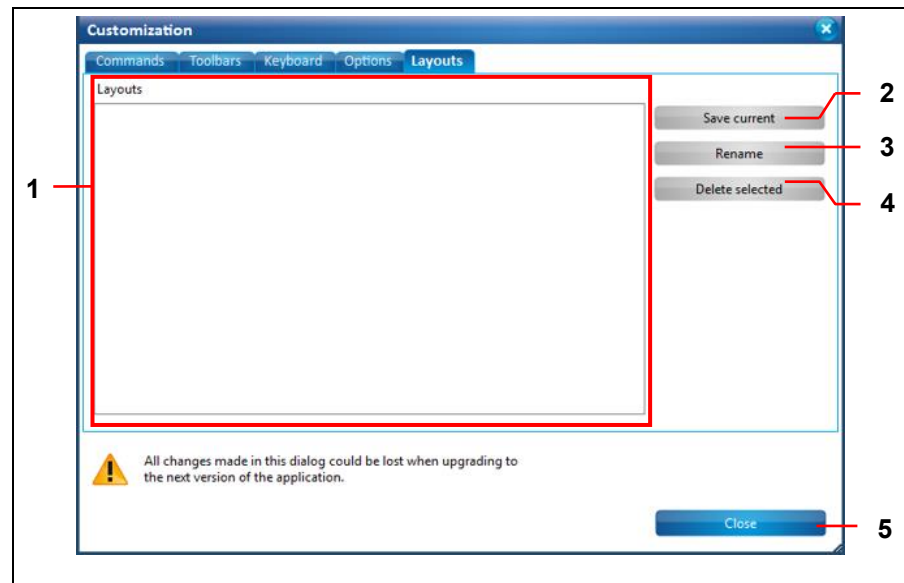 Customization
Commands Toolbars Keyboard Options Layouts
Layouts
2
Save current
Rename
3
1
Delete selected
4
All changes made in this dialog could be lost when upgrading to
the next version of the application.
Close
5